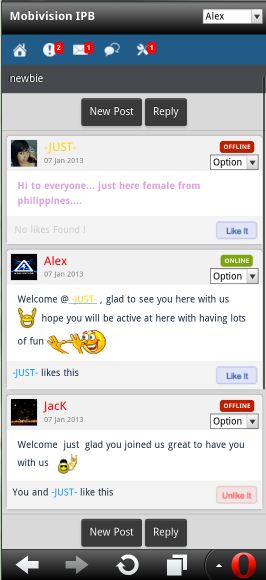 Mobivision IPB
Alex
2
1
1
newbie
New Post
Reply
-JUST-
OFFLINE
07 Jan 2013
Option
Hi to everyone... just here female from
philippines....
No likes Found !
Like It
Alex
ONLINE
07 Jan 2013
Option
Welcome @ -JUST- , glad to see you here with us
hope you will be active at here with having lots
of fun
-JUST- likes this
Like It
JacK
OFFLINE
07 Jan 2013
Option
Welcome just glad you joined us great to have you
with us
You and -JUST- like this
Unlike It
New Post
Reply